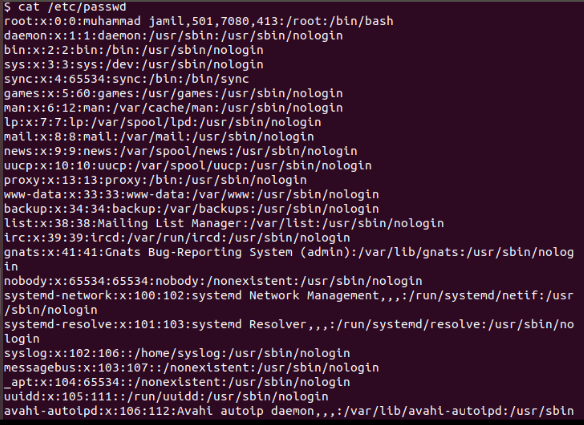 $ cat /etc/passwd
root:x:0:0:muhammad jamil,501,7080,413:/root:/bin/bash
daemon:x:1:1:daemon:/usr/sbin:/usr/sbin/nologin
bin:x:2:2:bin:/bin:/usr/sbin/nologin
sys:x:3:3:sys:/dev:/usr/sbin/nologin
sync:x:4:65534:sync:/bin:/bin/sync
games:x:5:60:games:/usr/games:/usr/sbin/nologin
man:x:6:12:man:/var/cache/man:/usr/sbin/nologin
lp:x:7:7:lp:/var/spool/lpd:/usr/sbin/nologin
mail:x:8:8:mail:/var/mail:/usr/sbin/nologin
news:x:9:9:news:/var/spool/news:/usr/sbin/nologin
uucp:x:10:10:uucp:/var/spool/uucp:/usr/sbin/nologin
proxy:x:13:13:proxy:/bin:/usr/sbin/nologin
www-data:x:33:33:www-data:/var/www:/usr/sbin/nologin
backup:x:34:34:backup:/var/backups:/usr/sbin/nologin
list:x:38:38:Mailing List Manager:/var/list:/usr/sbin/nologin
irc:x:39:39:ircd:/var/run/ircd:/usr/sbin/nologin
gnats:x:41:41:Gnats Bug-Reporting System (admin):/var/lib/gnats:/usr/sbin/nolog
in
nobody:x:65534:65534:nobody:/nonexistent:/usr/sbin/nologin
systemd-network:x:100:102:systemd Network Management,,,:/run/systemd/netif:/usr
/sbin/nologin
systemd-resolve:x:101:103:systemd Resolver,,,:/run/systemd/resolve:/usr/sbin/no
login
syslog:x:102:106::/home/syslog:/usr/sbin/nologin
messagebus:x:103:107::/nonexistent:/usr/sbin/nologin
_apt:x:104:65534::/nonexistent:/usr/sbin/nologin
uuidd:x:105:111::/run/uuidd:/usr/sbin/nologin
avahi-autoipd:x:106:112:Avahi autoip daemon,,,:/var/lib/avahi-autoipd:/usr/sbin